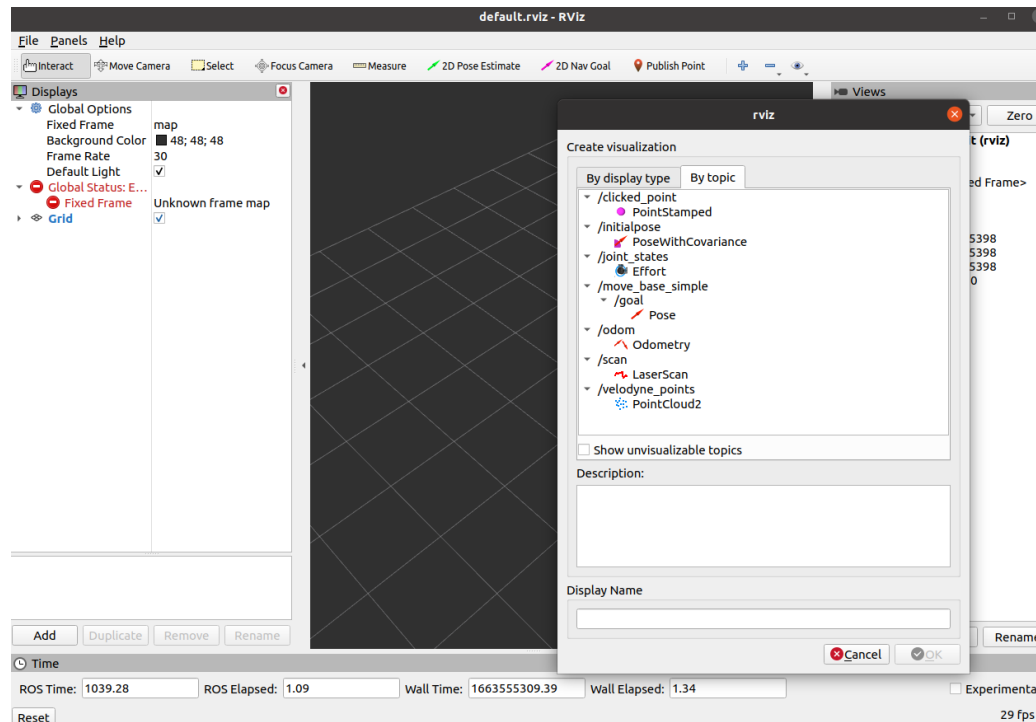 default.rviz - RViz
File Panels Help
Interact Move Camera Select Focus Camera Measure 2D Pose Estimate 2D Nav Goal Publish Point
Displays
Global Options
Fixed Frame map
Background Color 48; 48; 48
Frame Rate 30
Default Light
Global Status: E...
Fixed Frame Unknown frame map
Grid
Add Duplicate Remove Rename
rviz
Create visualization
By display type By topic
/clicked_point
PointStamped
/initialpose
PoseWithCovariance
/joint_states
Effort
/move_base_simple
/goal
Pose
/odom
Odometry
/scan
LaserScan
/velodyne_points
PointCloud2
Show unvisualizable topics
Description:
Display Name
Cancel OK
Views
Zero
t (rviz)
ed Frame>
5398
5398
5398
0
Rename
Time
ROS Time: 1039.28 ROS Elapsed: 1.09 Wall Time: 1663555309.39 Wall Elapsed: 1.34 Experimenta
Reset 29 fps